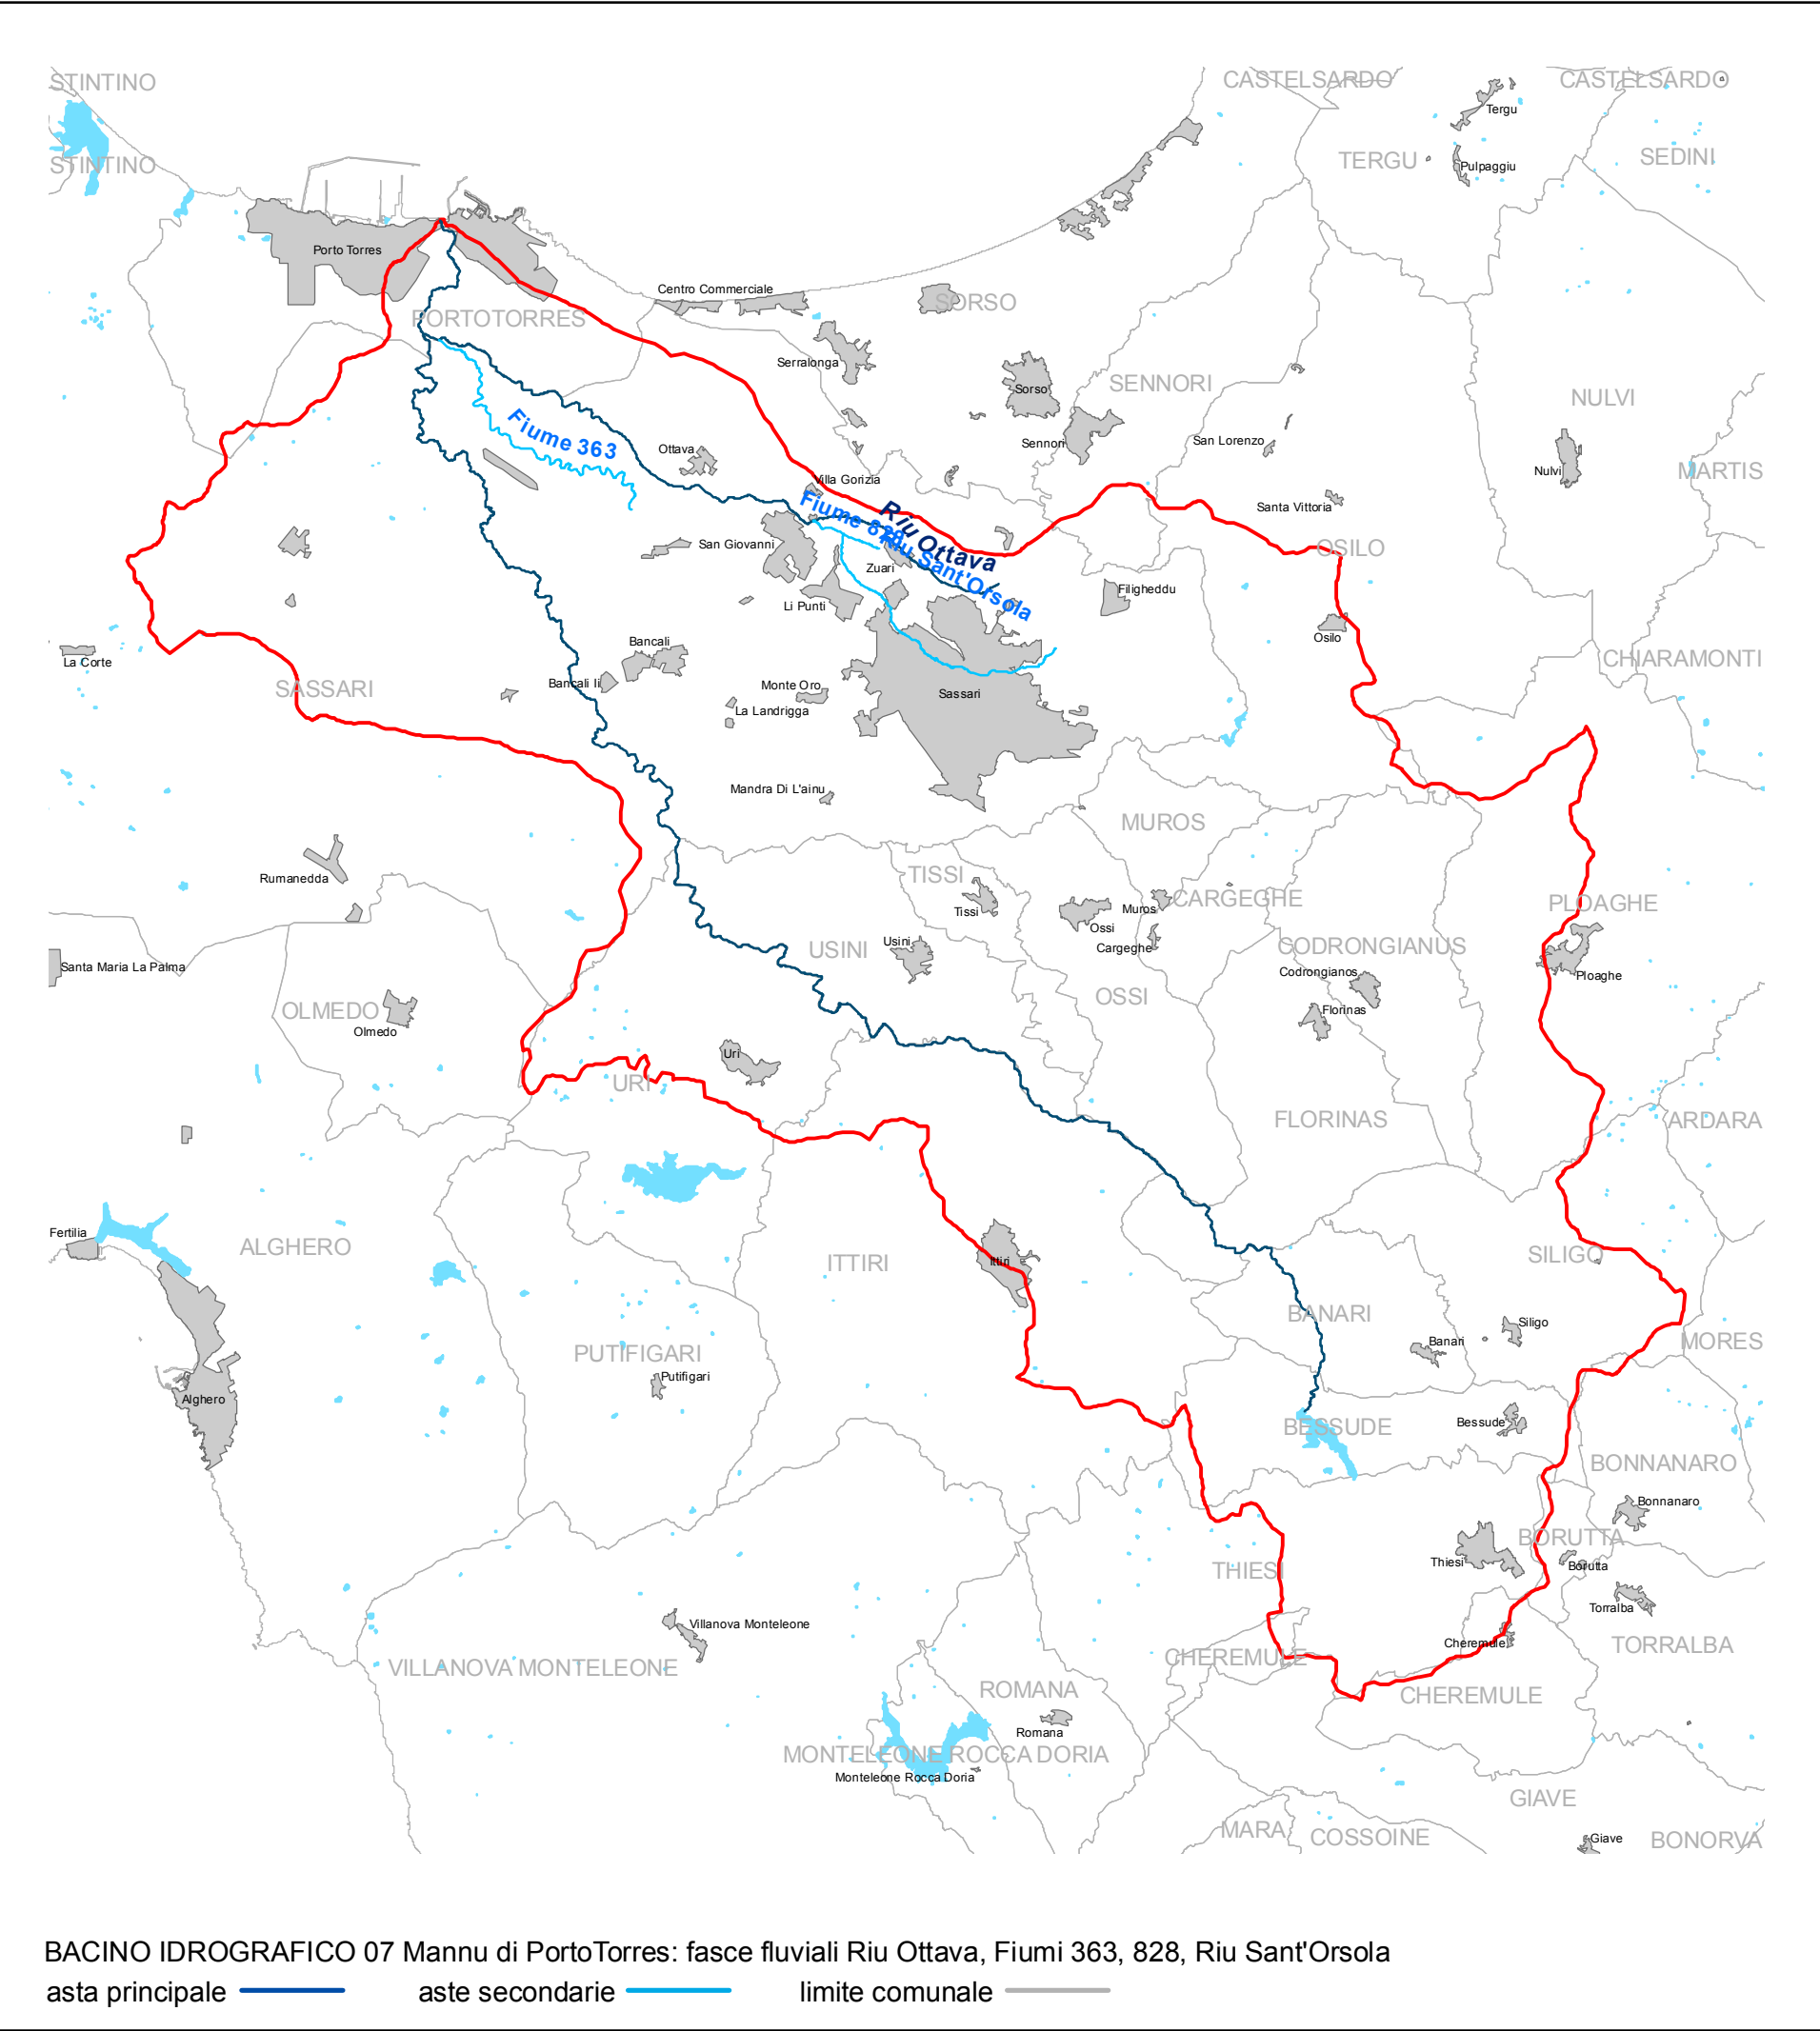 STINTINO
CASTELSARDO
CASTELSARDO
Tergu
STINTINO
TERGU
Pulpaggiu
SEDINI
Porto Torres
Centro Commerciale
SORSO
PORTOTORRES
Serralonga
SENNORI
Sorso
NULVI
Fiume 363
Ottava
Sennori
San Lorenzo
Nulvi
MARTIS
Villa Gorizia
Santa Vittoria
Fiume 828
Riu Ottava
San Giovanni
OSILO
Zuari
Riu Sant'Orsola
Filigheddu
Li Punti
Osilo
Bancali
La Corte
CHIARAMONTI
Bancali Ii
SASSARI
Monte Oro
Sassari
La Landrigga
Mandra Di L'ainu
MUROS
Rumanedda
TISSI
CARGEGHE
PLOAGHE
Tissi
Muros
Ossi
USINI
Usini
Cargeghe
CODRONGIANUS
Santa Maria La Palma
Codrongianos
Ploaghe
OLMEDO
OSSI
Florinas
Olmedo
Uri
URI
FLORINAS
ARDARA
Fertilia
ALGHERO
ITTIRI
Ittiri
SILIGO
BANARI
Siligo
PUTIFIGARI
Banari
MORES
Putifigari
Alghero
BESSUDE
Bessude
BONNANARO
Bonnanaro
BORUTTA
THIESI
Thiesi
Borutta
Torralba
Villanova Monteleone
Cheremule
TORRALBA
VILLANOVA MONTELEONE
CHEREMULE
ROMANA
CHEREMULE
Romana
MONTELEONE ROCCA DORIA
Monteleone Rocca Doria
GIAVE
MARA
COSSOINE
Giave
BONORVA
BACINO IDROGRAFICO 07 Mannu di PortoTorres: fasce fluviali Riu Ottava, Fiumi 363, 828, Riu Sant'Orsola
asta principale
aste secondarie
limite comunale